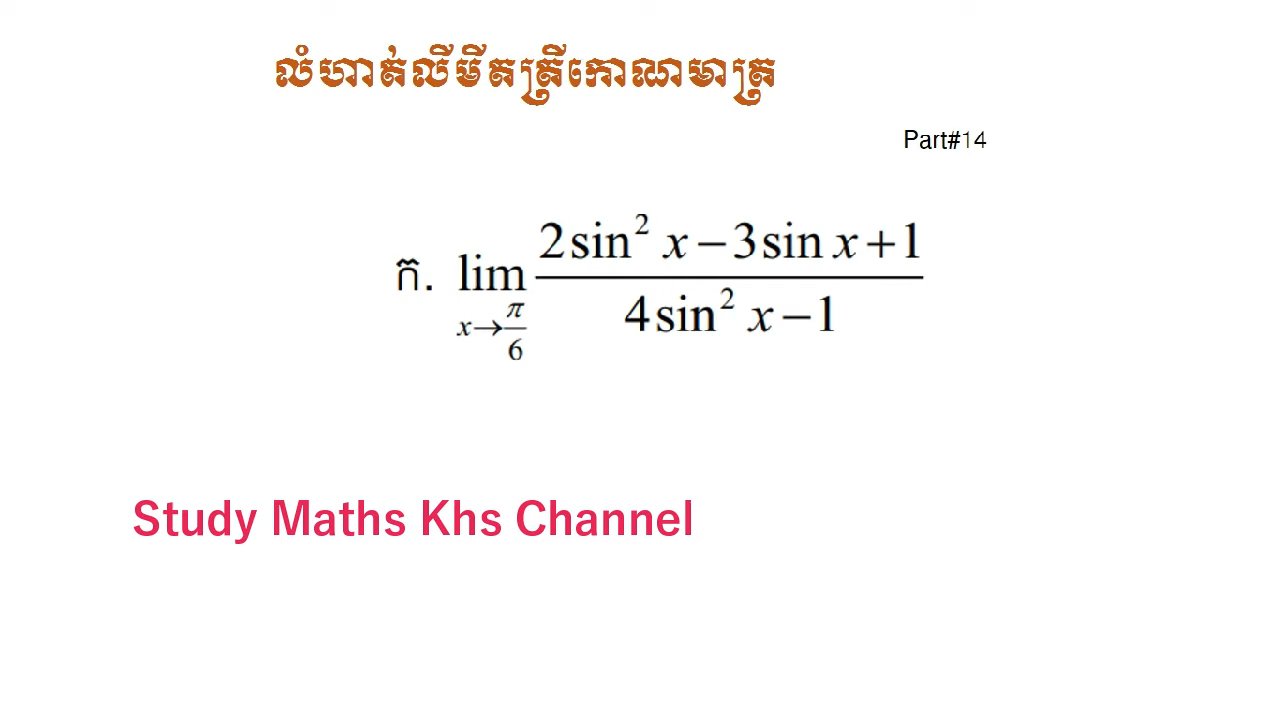 លំហាត់លីមីតត្រីកោណមាត្រ
Part#14
ក. lim x→π/6 (2sin² x − 3sin x + 1)/(4sin² x − 1)
Study Maths Khs Channel